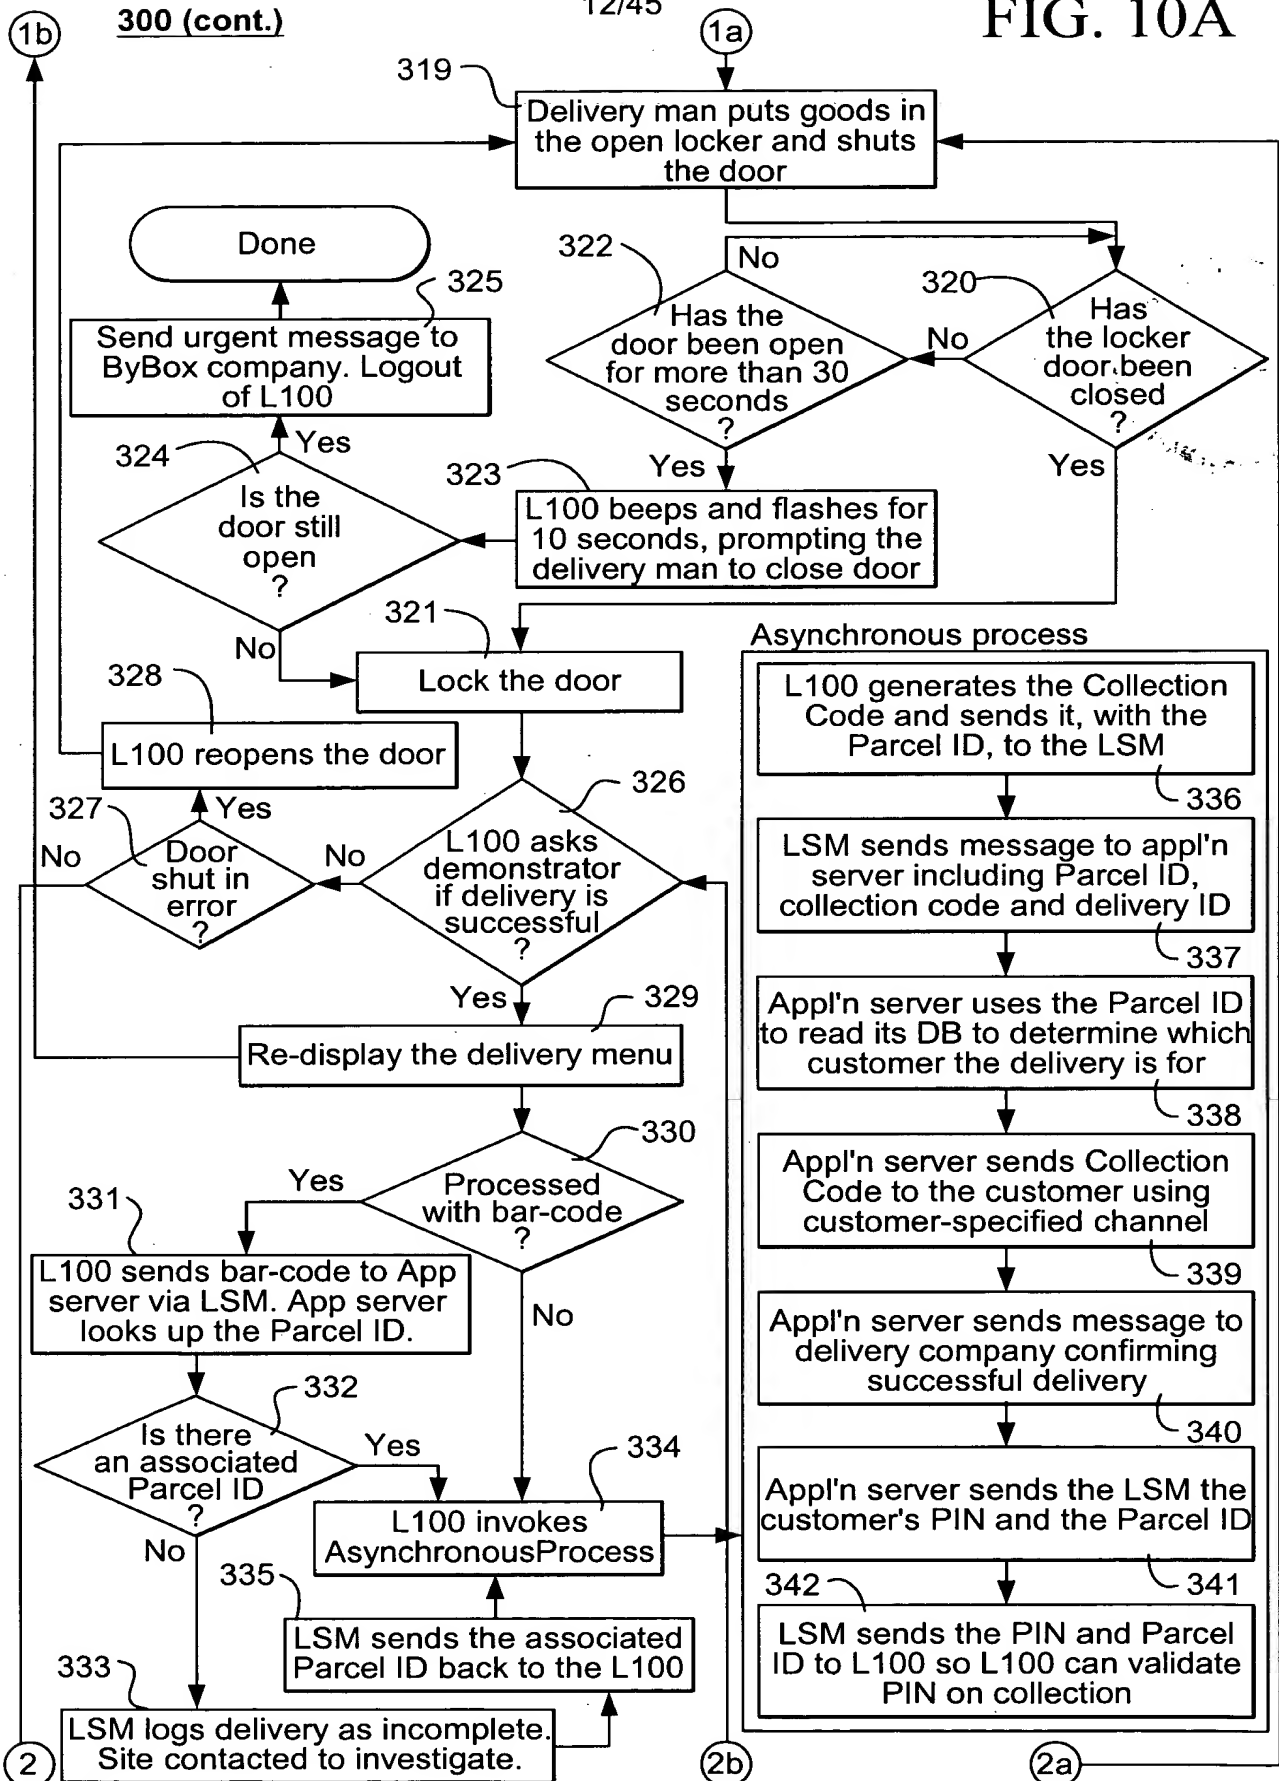 300 (cont.)
12/45
FIG. 10A
1b
1a
319
Delivery man puts goods in
the open locker and shuts
the door
Done
325
Send urgent message to
ByBox company. Logout
of L100
322
No
Has the
door been open
for more than 30
seconds
?
320
No
Has
the locker
door been
closed
?
Yes
Yes
324
Yes
Is the
door still
open
?
323
L100 beeps and flashes for
10 seconds, prompting the
delivery man to close door
No
321
Lock the door
328
L100 reopens the door
327
Yes
No
Door
shut in
error
?
No
326
L100 asks
demonstrator
if delivery is
successful
?
Yes
329
Re-display the delivery menu
330
Yes
Processed
with bar-code
?
No
331
L100 sends bar-code to App
server via LSM. App server
looks up the Parcel ID.
332
Is there
an associated
Parcel ID
?
Yes
No
334
L100 invokes
AsynchronousProcess
335
LSM sends the associated
Parcel ID back to the L100
333
LSM logs delivery as incomplete.
Site contacted to investigate.
Asynchronous process
L100 generates the Collection
Code and sends it, with the
Parcel ID, to the LSM
336
LSM sends message to appl'n
server including Parcel ID,
collection code and delivery ID
337
Appl'n server uses the Parcel ID
to read its DB to determine which
customer the delivery is for
338
Appl'n server sends Collection
Code to the customer using
customer-specified channel
339
Appl'n server sends message to
delivery company confirming
successful delivery
340
Appl'n server sends the LSM the
customer's PIN and the Parcel ID
341
342
LSM sends the PIN and Parcel
ID to L100 so L100 can validate
PIN on collection
2
2b
2a